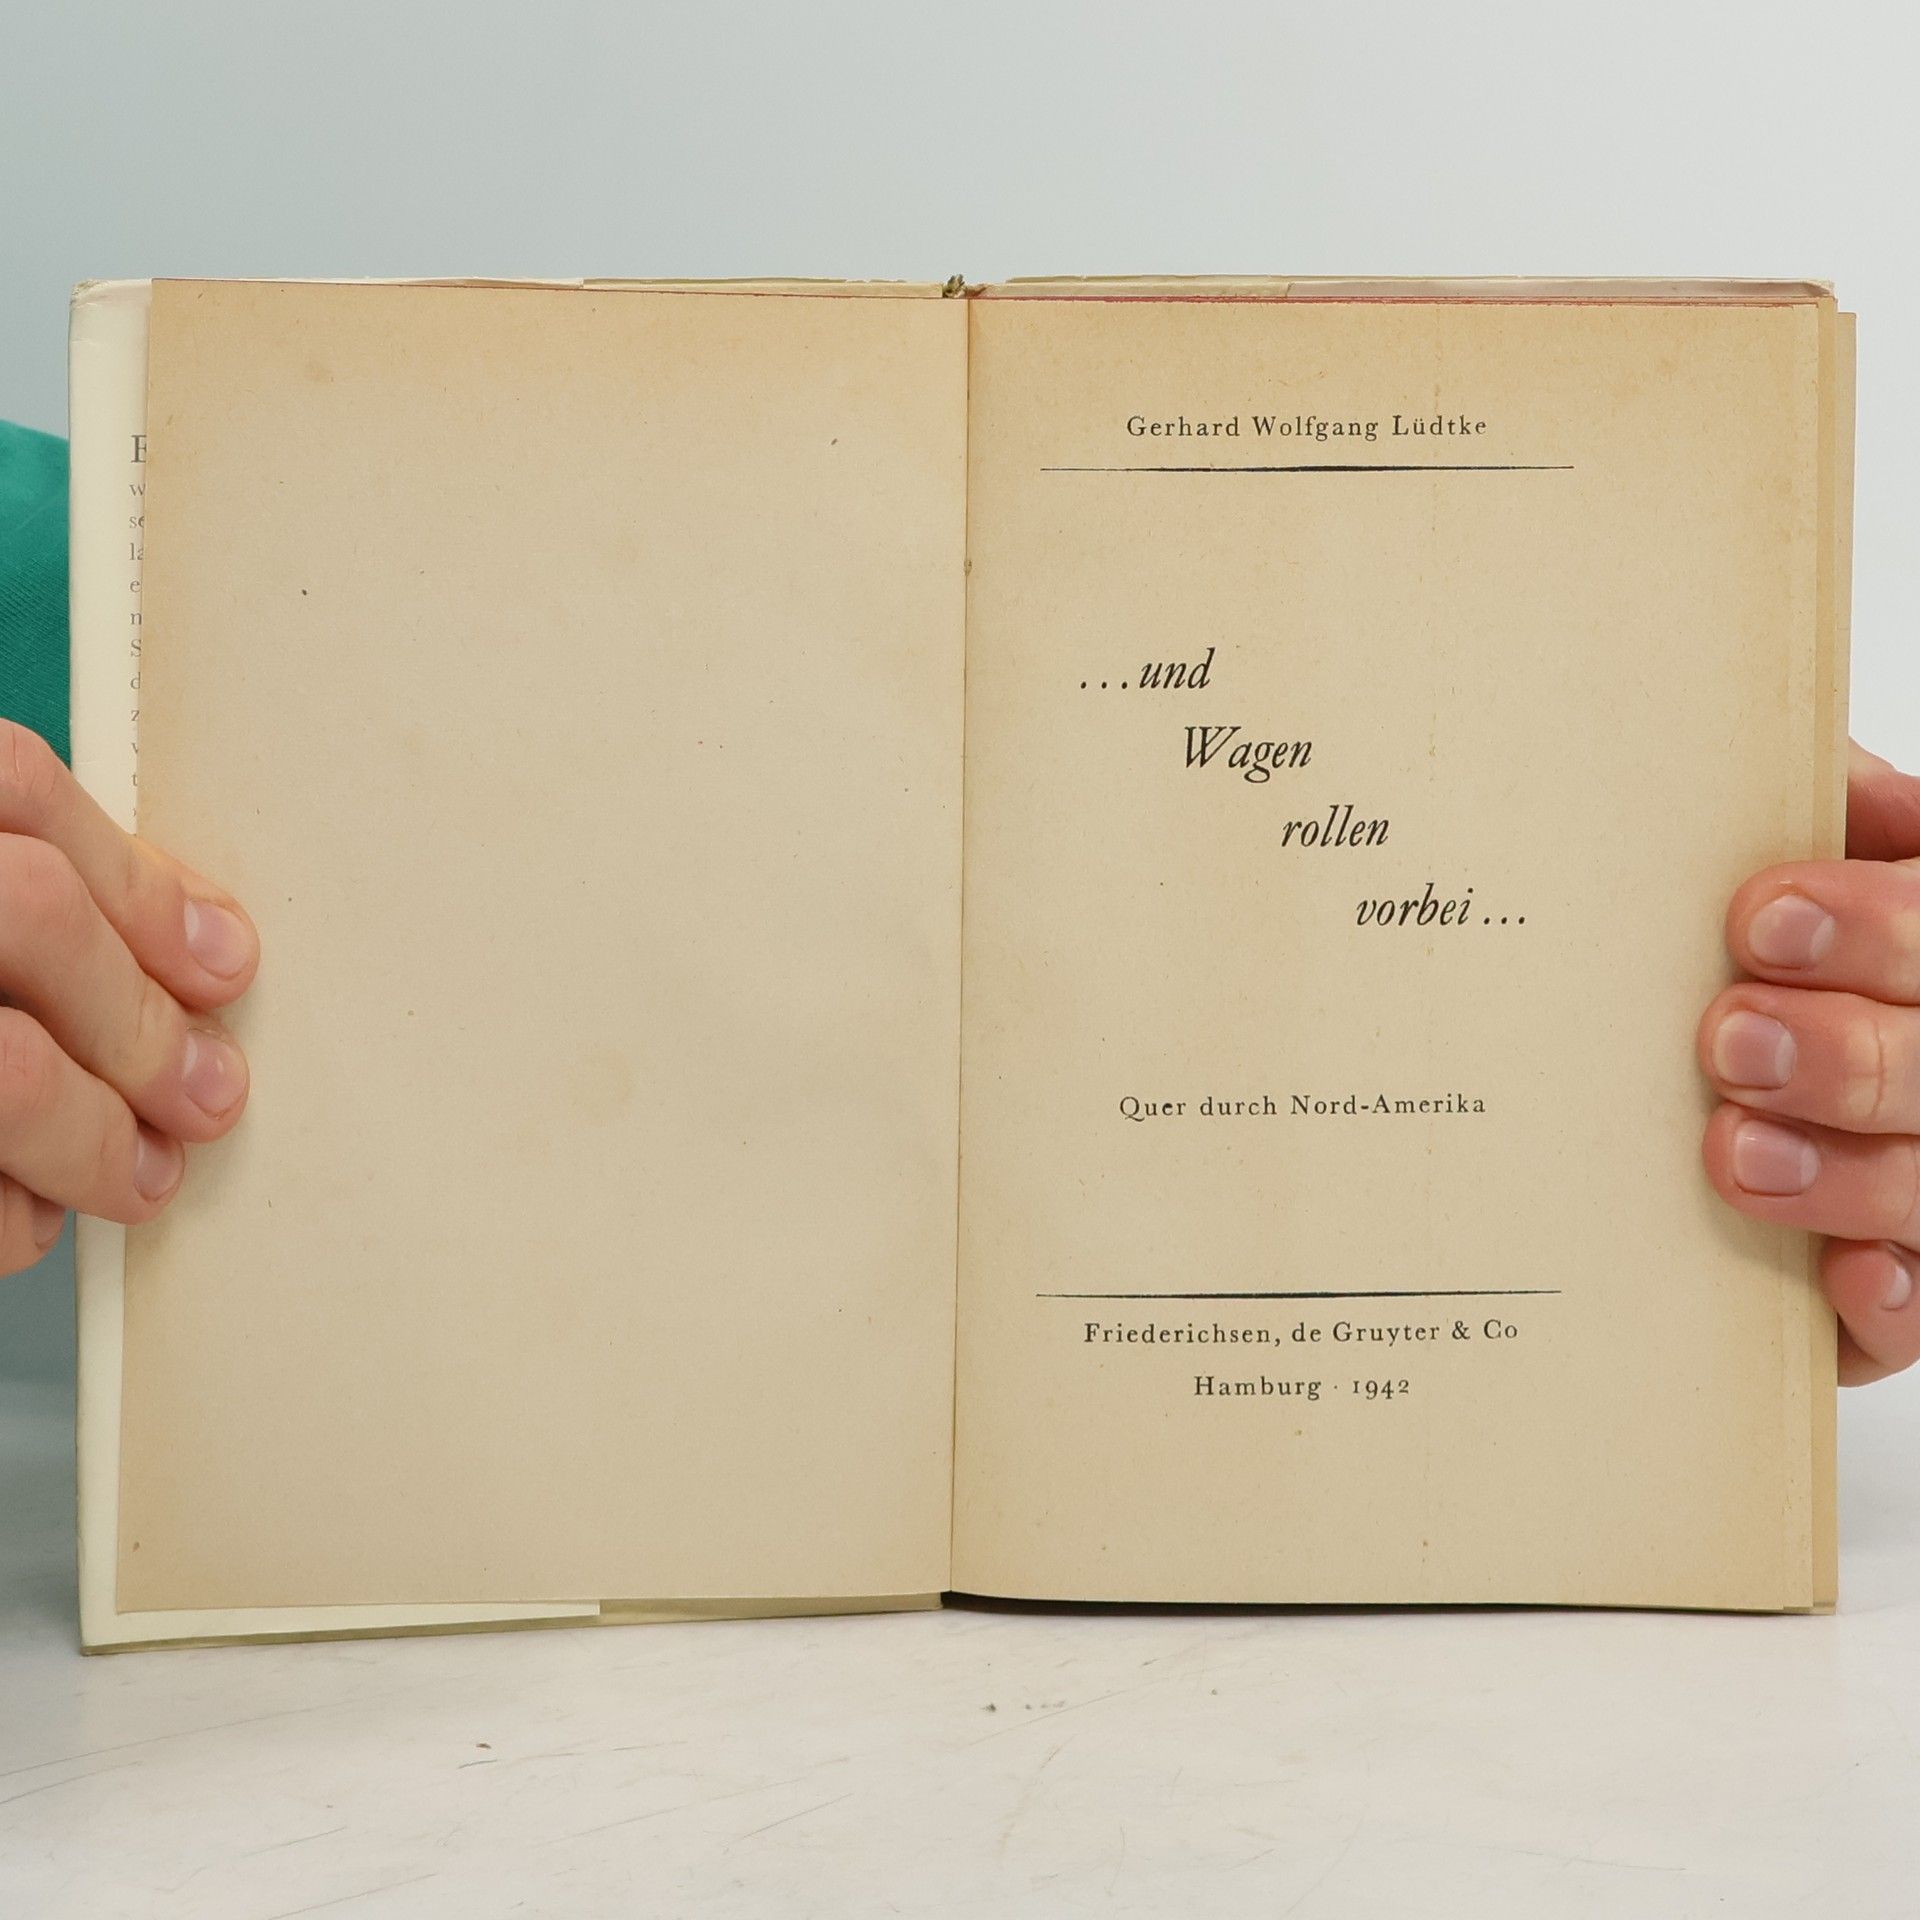 Gerhard Wolfgang Lüdtke
...und
Wagen
rollen
vorbei...
Quer durch Nord-Amerika
Friederichsen, de Gruyter & Co
Hamburg · 1942